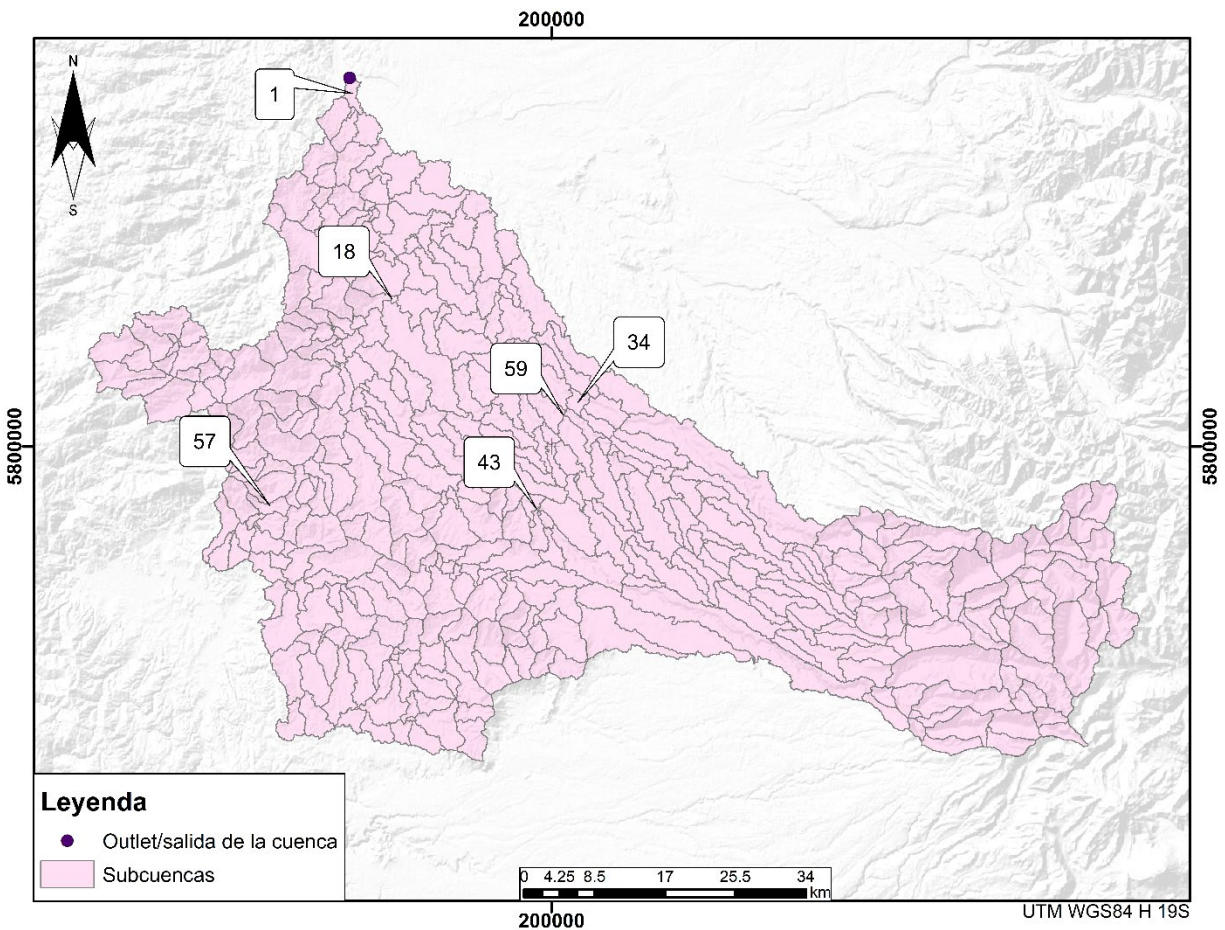 200000
N
S
1
18
34
59
57
43
5800000
5800000
Leyenda
Outlet/salida de la cuenca
Subcuencas
0 4.25 8.5 17 25.5 34
km
200000
UTM WGS84 H 19S